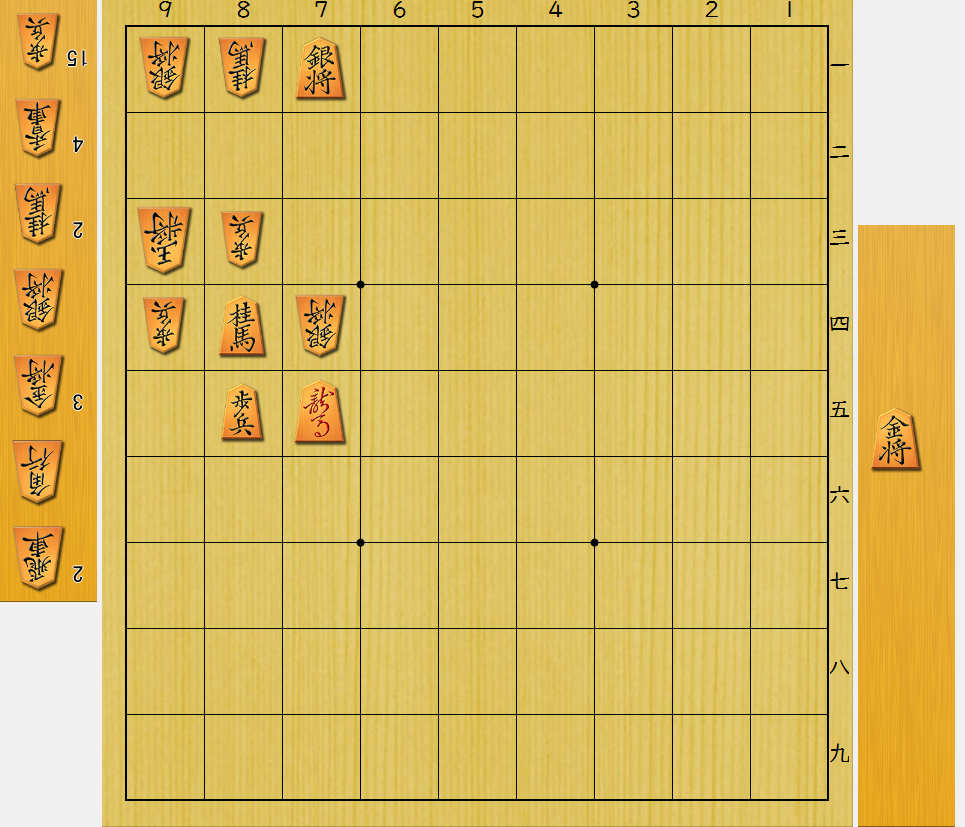 9 8 7 6 5 4 3 2 1
歩兵 15
香車 4
桂馬 2
銀将
金将 3
角行
飛車 2
銀将 桂馬 銀将 一
二
玉将 歩兵 三
歩兵 桂馬 銀将 四
歩兵 龍馬 五
六
七
八
九
金将